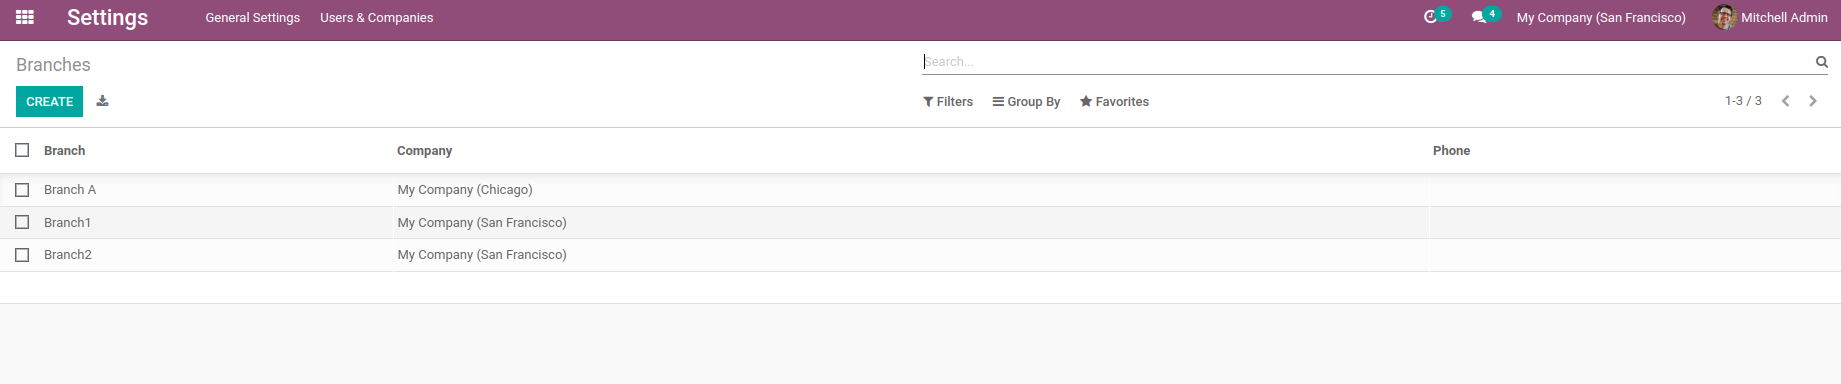 Settings General Settings Users & Companies 5 4 My Company (San Francisco) Mitchell Admin
Branches Search...
CREATE Filters Group By Favorites 1-3 / 3
Branch Company Phone
Branch A My Company (Chicago)
Branch1 My Company (San Francisco)
Branch2 My Company (San Francisco)